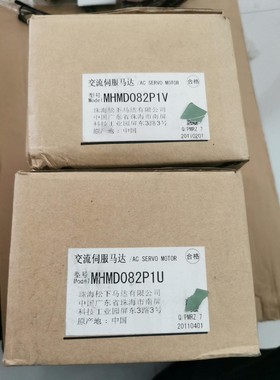 交流伺服马达 /AC SERVO MOTOR 合格
型号
Model MHMD082P1V
珠海松下马达有限公司
中国广东省珠海市南屏
科技工业园屏东3路3号
原产地:中国
Q PMRZ T
20110201
交流伺服马达 /AC SERVO MOTOR 合格
型号
Model MHMD082P1U
珠海松下马达有限公司
中国广东省珠海市南屏
科技工业园屏东3路3号
原产地:中国
Q PMRZ T
20110401